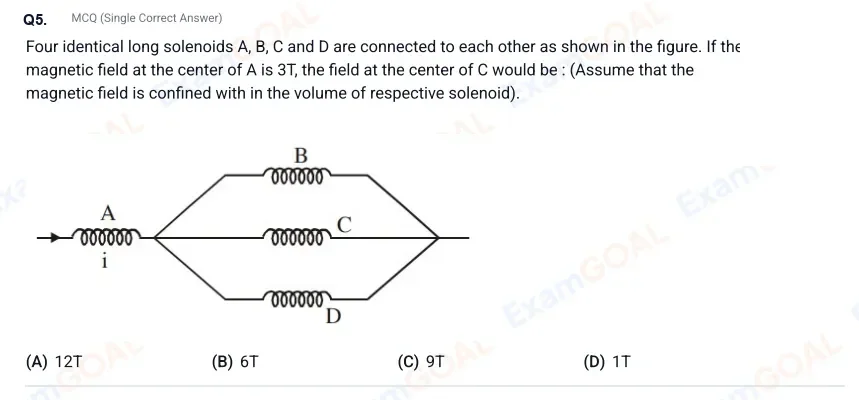 Q5. MCQ (Single Correct Answer)
Four identical long solenoids A, B, C and D are connected to each other as shown in the figure. If the
magnetic field at the center of A is 3T, the field at the center of C would be : (Assume that the
magnetic field is confined with in the volume of respective solenoid).
B
A
C
i
D
(A) 12T (B) 6T (C) 9T (D) 1T
ExamGOAL